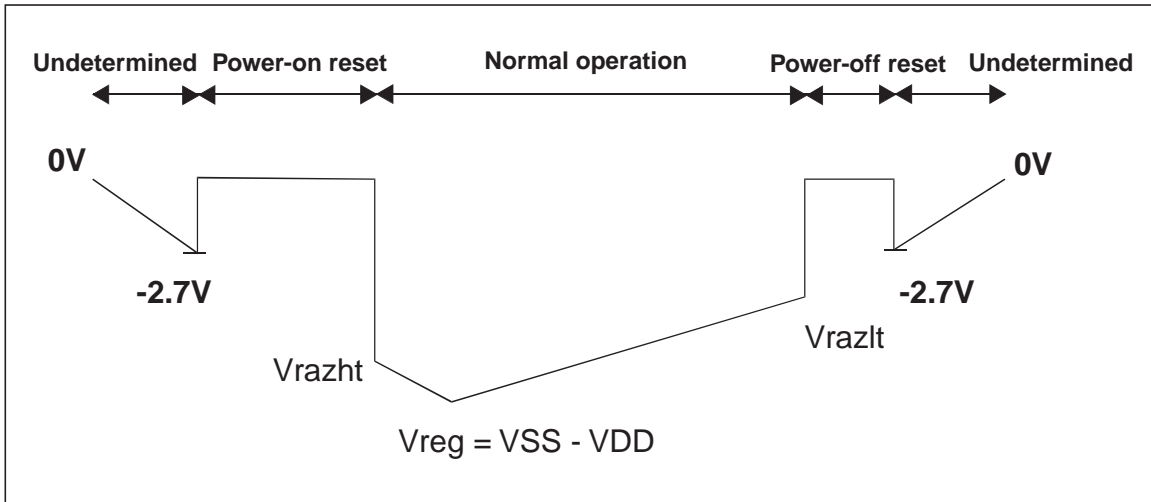 Undetermined Power-on reset Normal operation Power-off reset Undetermined
0V 0V
-2.7V -2.7V
Vrazlt
Vrazht
Vreg = VSS - VDD